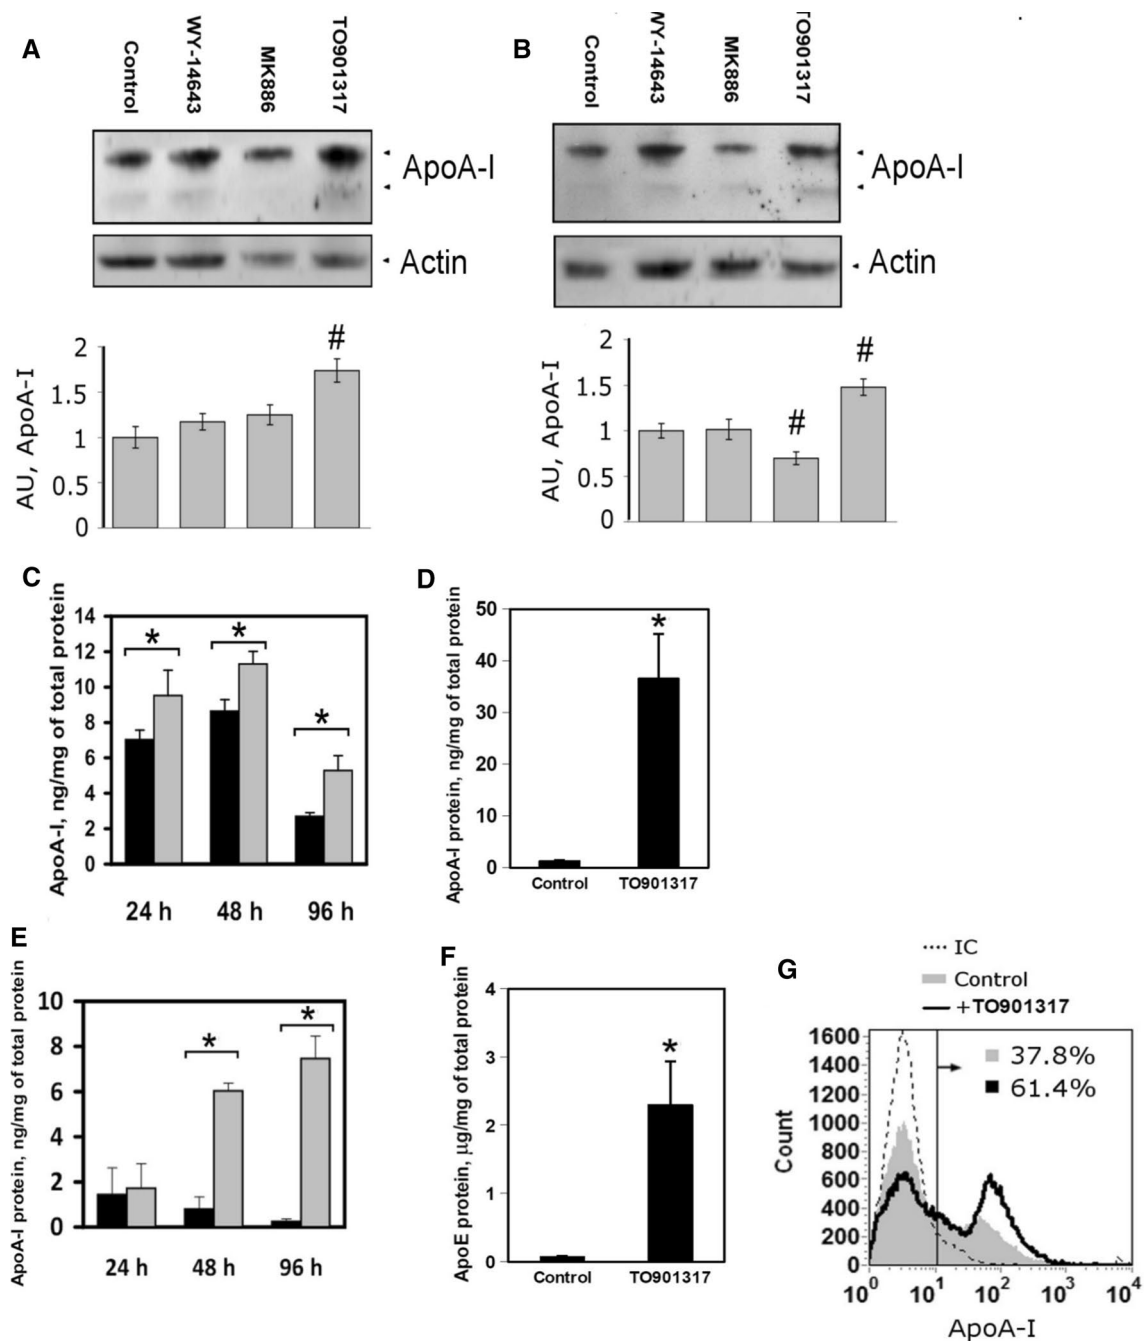 A
Control
WY-14643
MK886
TO901317
ApoA-I
Actin
AU, ApoA-I
2
1.5
1
0.5
0
#
B
Control
WY-14643
MK886
TO901317
ApoA-I
Actin
AU, ApoA-I
2
1.5
1
0.5
0
#
#
C
ApoA-I, ng/mg of total protein
14
12
10
8
6
4
2
0
*
*
*
24 h 48 h 96 h
D
ApoA-I protein, ng/mg of total protein
50
40
30
20
10
0
*
Control TO901317
E
ApoA-I protein, ng/mg of total protein
10
8
6
4
2
0
*
*
24 h 48 h 96 h
F
ApoE protein, µg/mg of total protein
4
3
2
1
0
*
Control TO901317
G
IC
Control
+TO901317
Count
1600
1400
1200
1000
800
600
400
200
0
37.8%
61.4%
10⁰ 10¹ 10² 10³ 10⁴
ApoA-I